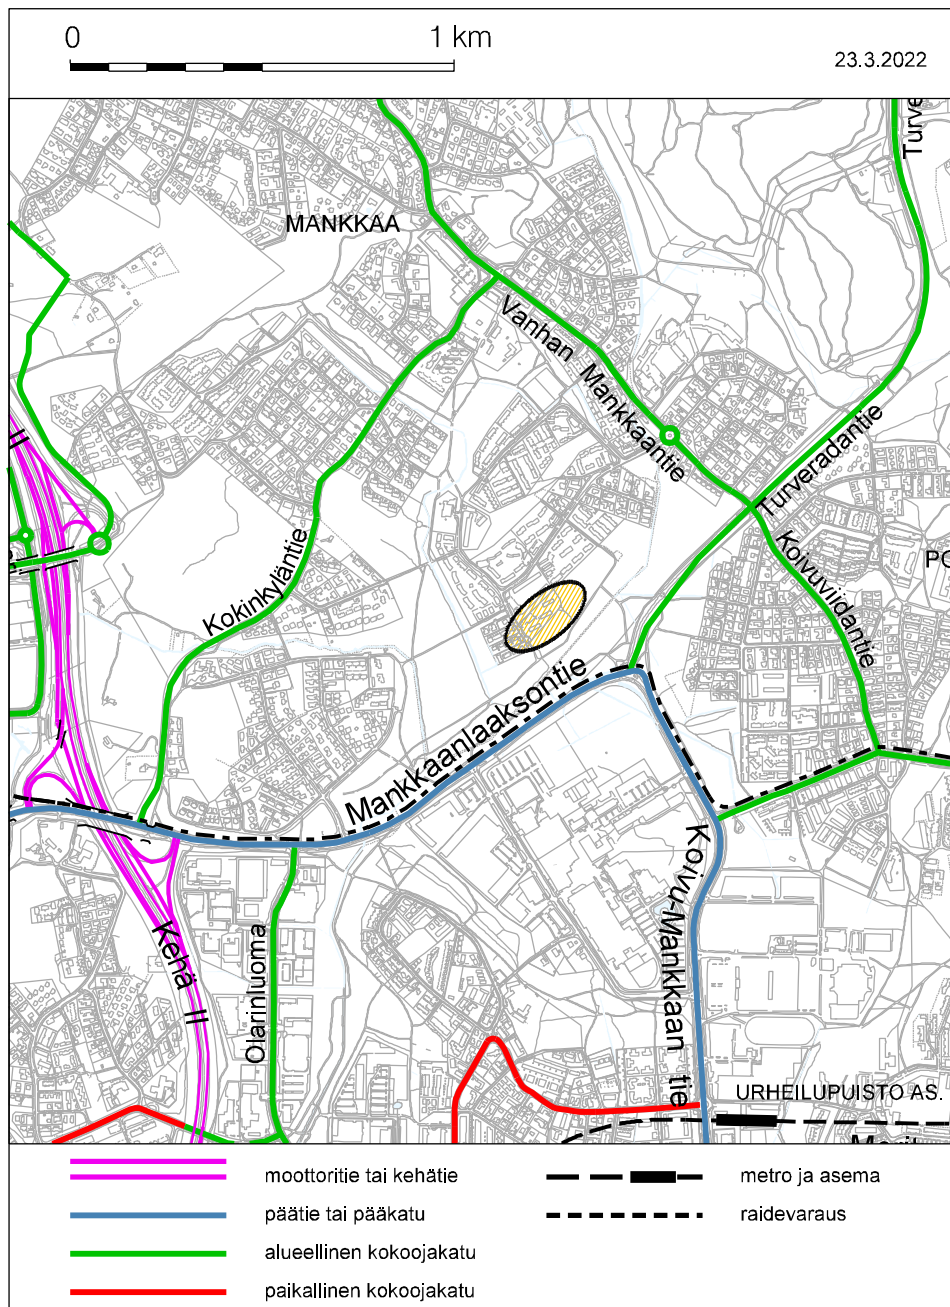 0 1 km
23.3.2022
Turve
MANKKAA
Vanhan Mankkaantie
Turveradantie
Koivuviidantie
PO
Kokinkyläntie
Mankkaanlaaksontie
Koivu-Mankkaan tie
Kehä II
Olarinluoma
URHEILUPUISTO AS.
moottoritie tai kehätie
päätie tai pääkatu
alueellinen kokoojakatu
paikallinen kokoojakatu
metro ja asema
raidevaraus